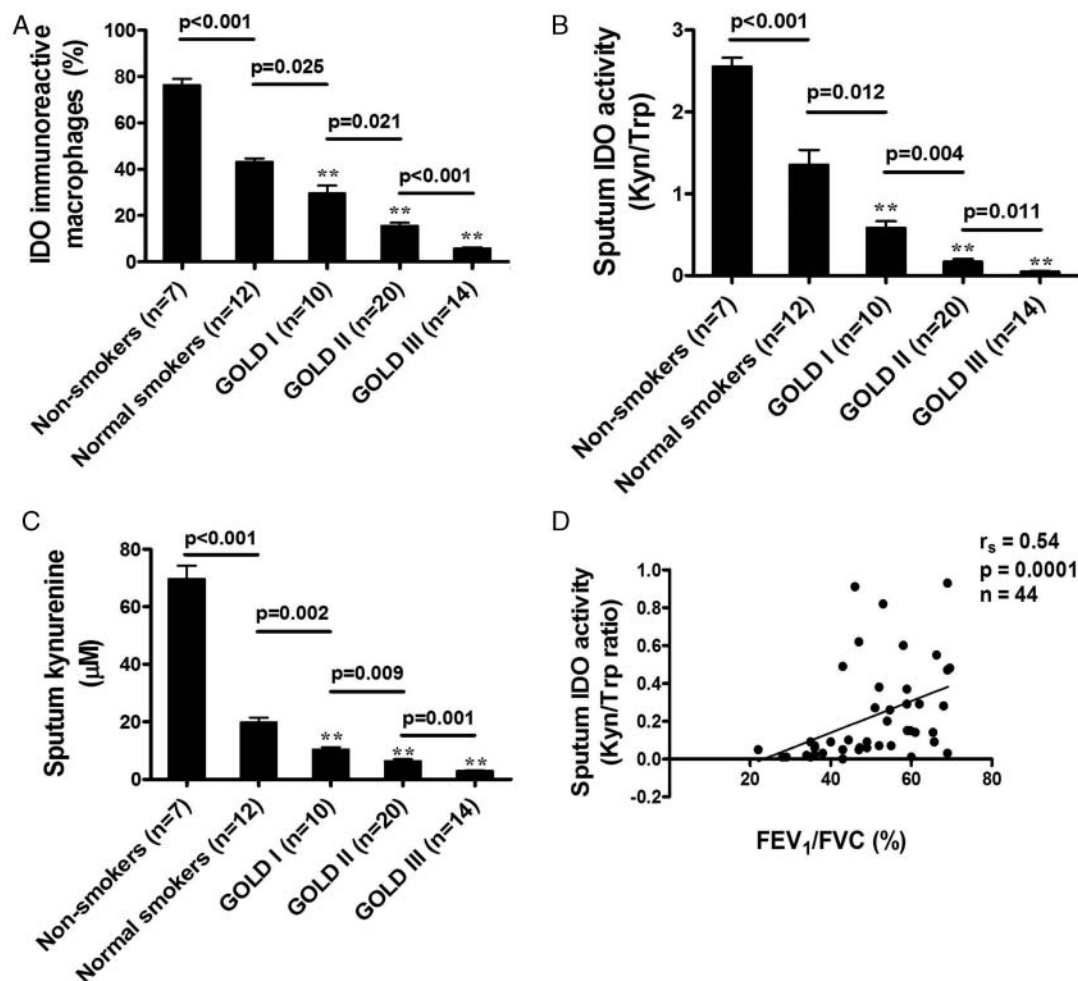 A
IDO immunoreactive
macrophages (%)
100
80
60
40
20
0
p<0.001
p=0.025
p=0.021
p<0.001
**
**
**
Non-smokers (n=7)
Normal smokers (n=12)
GOLD I (n=10)
GOLD II (n=20)
GOLD III (n=14)
B
Sputum IDO activity
(Kyn/Trp)
3
2
1
0
p<0.001
p=0.012
p=0.004
p=0.011
**
**
**
Non-smokers (n=7)
Normal smokers (n=12)
GOLD I (n=10)
GOLD II (n=20)
GOLD III (n=14)
C
Sputum kynurenine
(μM)
80
60
40
20
0
p<0.001
p=0.002
p=0.009
p=0.001
**
**
**
Non-smokers (n=7)
Normal smokers (n=12)
GOLD I (n=10)
GOLD II (n=20)
GOLD III (n=14)
D
rs = 0.54
p = 0.0001
n = 44
Sputum IDO activity
(Kyn/Trp ratio)
1.0
0.8
0.6
0.4
0.2
0.0
-0.2
20 40 60 80
FEV1/FVC (%)